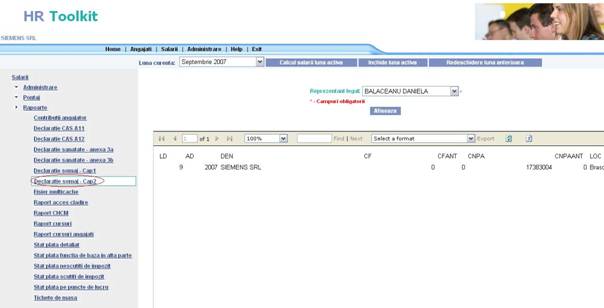 HR Toolkit
SIEMENS SRL
Home | Angajati | Salarii | Administrare | Help | Exit
Luna curenta: Septembrie 2007 Calcul salarii luna activa Inchide luna activa Redeschidere luna anterioara
Salarii
Administrare
Pontaj
Rapoarte
Contributii angajator
Declaratie CAS A11
Declaratie CAS A12
Declaratie sanatate - anexa 3a
Declaratie sanatate - anexa 3b
Declaratie somaj - Cap1
Declaratie somaj - Cap2
Fisier multicache
Raport acces cladire
Raport CNCM
Raport cursuri
Raport cursuri angajati
Stat plata detaliat
Stat plata functia de baza in alta parte
Stat plata nescutiti de impozit
Stat plata scutiti de impozit
Stat plata pe puncte de lucru
Tichete de masa
Reprezentant legal: BALACEANU DANIELA *
* - Campuri obligatorii
Afiseaza
1 of 1 100% Find | Next Select a format Export
LD AD DEN CF CFANT CNPA CNPAANT LOC
9 2007 SIEMENS SRL 0 0 17383004 0 Braso